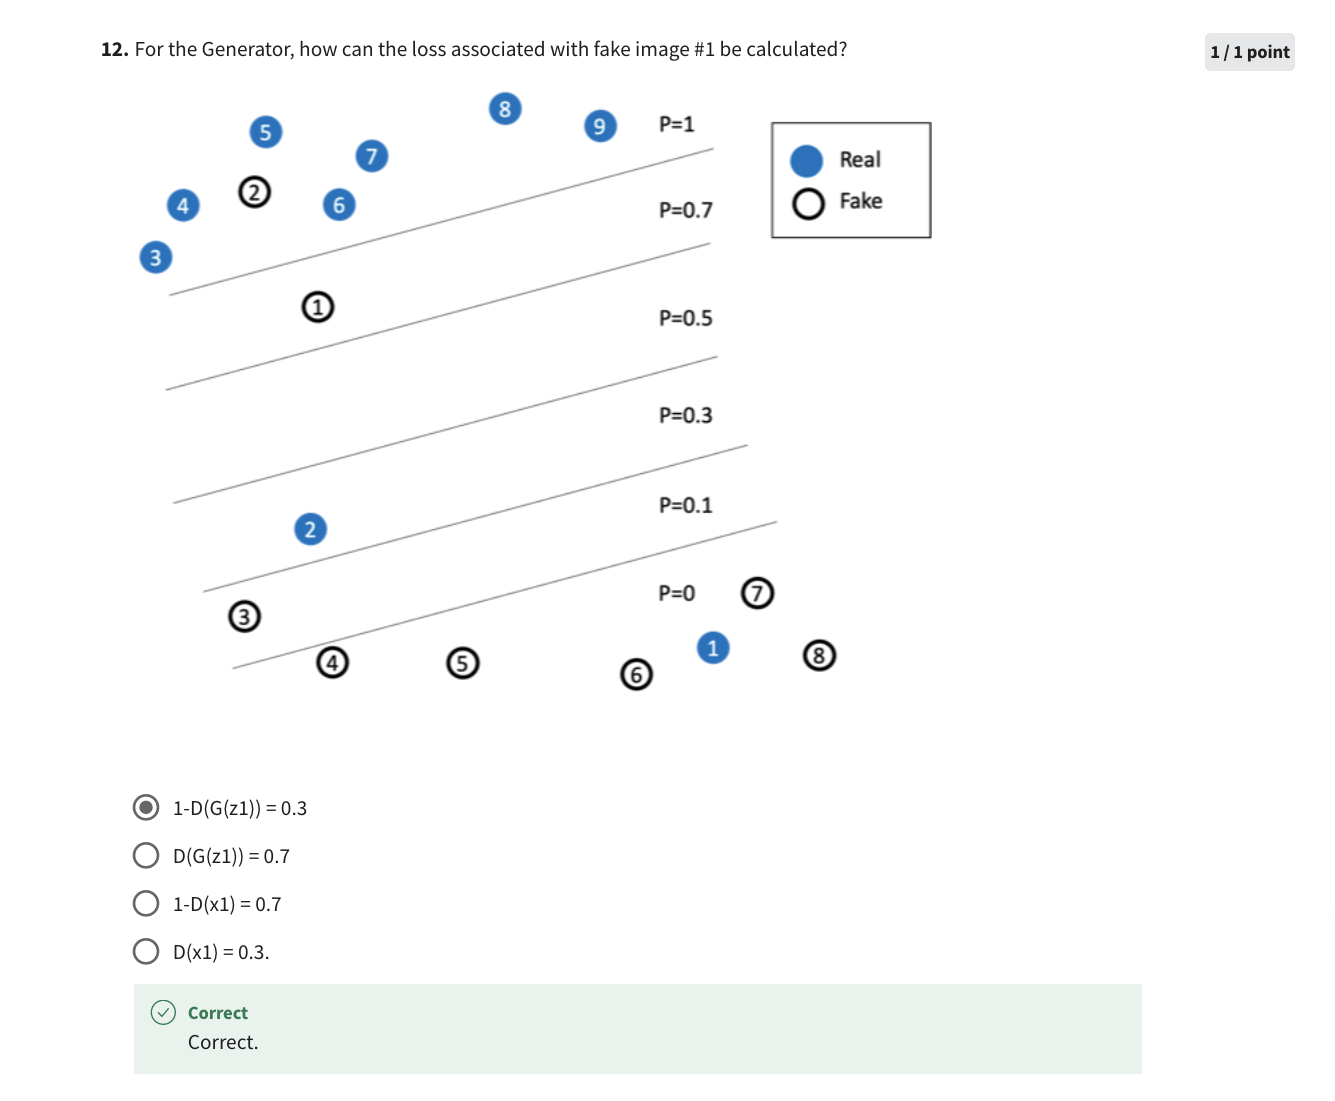 12. For the Generator, how can the loss associated with fake image #1 be calculated?
1 / 1 point
8
5
9
P=1
7
Real
2
4
6
Fake
P=0.7
3
1
P=0.5
P=0.3
P=0.1
2
P=0
7
3
1
8
4
5
6
1-D(G(z1)) = 0.3
D(G(z1)) = 0.7
1-D(x1) = 0.7
D(x1) = 0.3.
Correct
Correct.